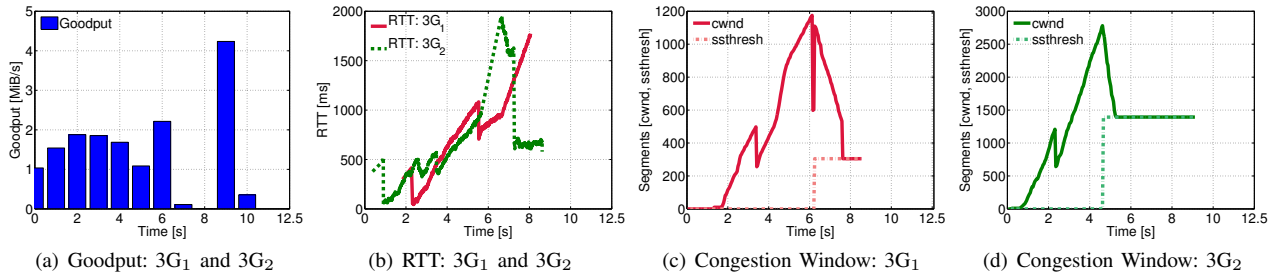 Goodput
5
4
3
2
1
0
Goodput [MiB/s]
0 2 4 6 8 10 12.5
Time [s]
(a) Goodput: 3G1 and 3G2
RTT: 3G1
RTT: 3G2
2000
1500
1000
500
0
RTT [ms]
0 2 4 6 8 10 12.5
Time [s]
(b) RTT: 3G1 and 3G2
cwnd
ssthresh
1200
1000
800
600
400
200
0
Segments [cwnd, ssthresh]
0 2 4 6 8 10 12.5
Time [s]
(c) Congestion Window: 3G1
cwnd
ssthresh
3000
2500
2000
1500
1000
500
0
Segments [cwnd, ssthresh]
0 2 4 6 8 10 12.5
Time [s]
(d) Congestion Window: 3G2